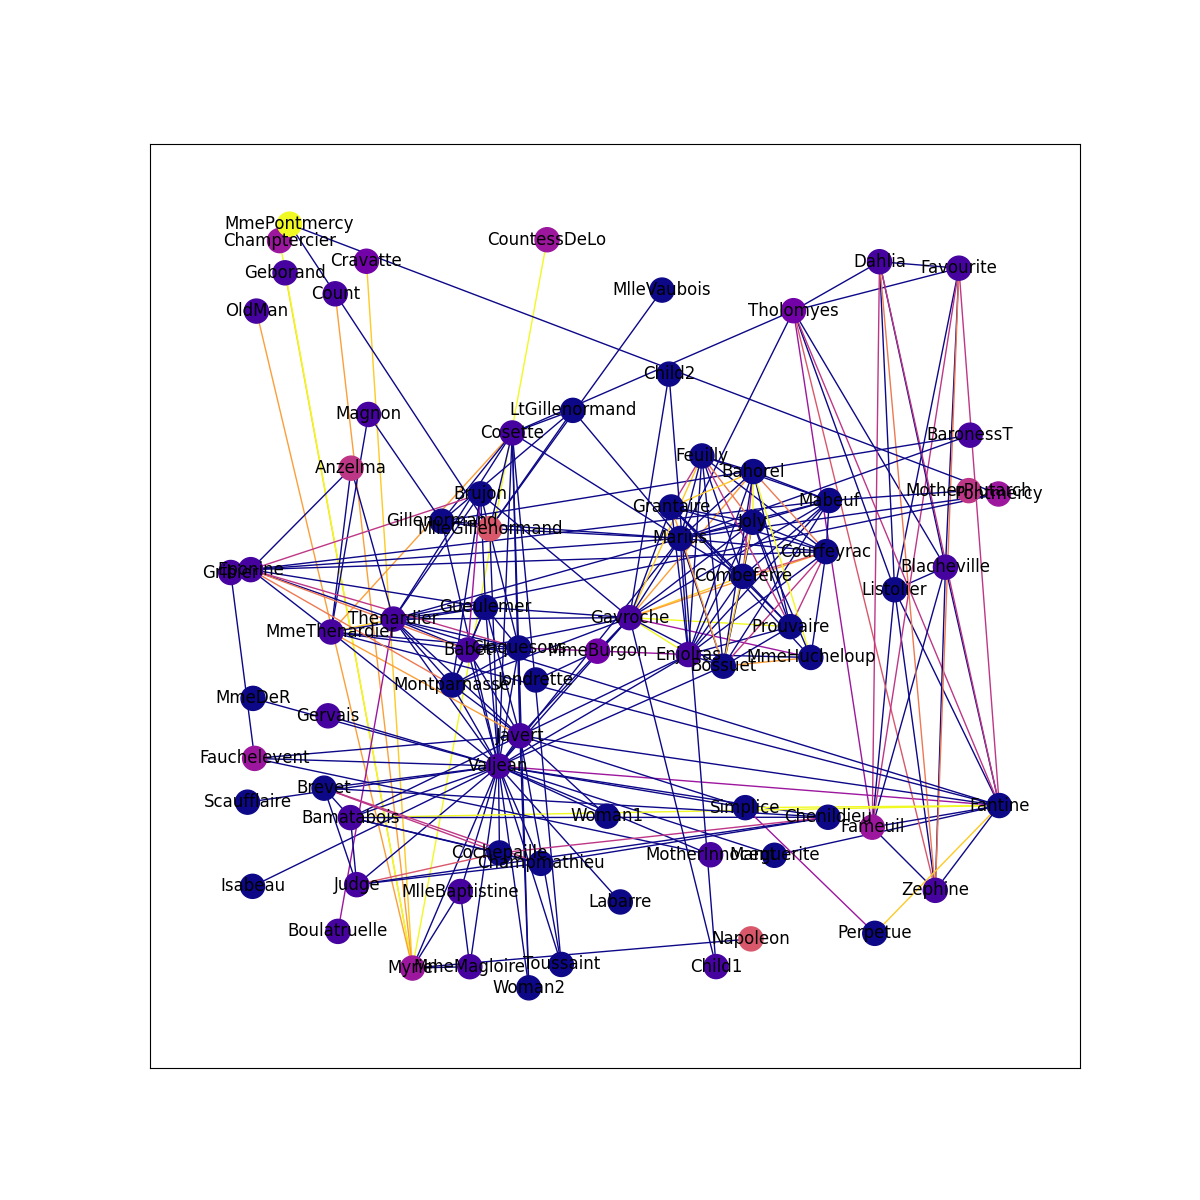 MmePontmercy
Champtercier
CountessDeLo
Cravatte
Dahlia
Favourite
Geborand
MlleVaubois
Count
OldMan
Tholomyes
Child2
LtGillenormand
Magnon
Cosette
BaronessT
Feuilly
Anzelma
Bahorel
MotherPlutarch
Pontmercy
Brujon
Mabeuf
Grantaire
Gillenormand
Joly
MlleGillenormand
Marius
Courfeyrac
Blacheville
Eponine
Combeferre
Listolier
Gueulemer
Thenardier
Gavroche
Prouvaire
MmeThenardier
Claquesous
Babet
MmeBurgon
Enjolras
MmeHucheloup
Bossuet
Jondrette
Montparnasse
MmeDeR
Gervais
Javert
Fauchelevent
Valjean
Brevet
Scaufflaire
Simplice
Fantine
Woman1
Bamatabois
Chenildieu
Fameuil
Cochepaille
MotherInnocent
Marguerite
Champmathieu
Isabeau
Judge
MlleBaptistine
Zephine
Labarre
Boulatruelle
Perpetue
Napoleon
Myriel
MmeMagloire
Toussaint
Child1
Woman2